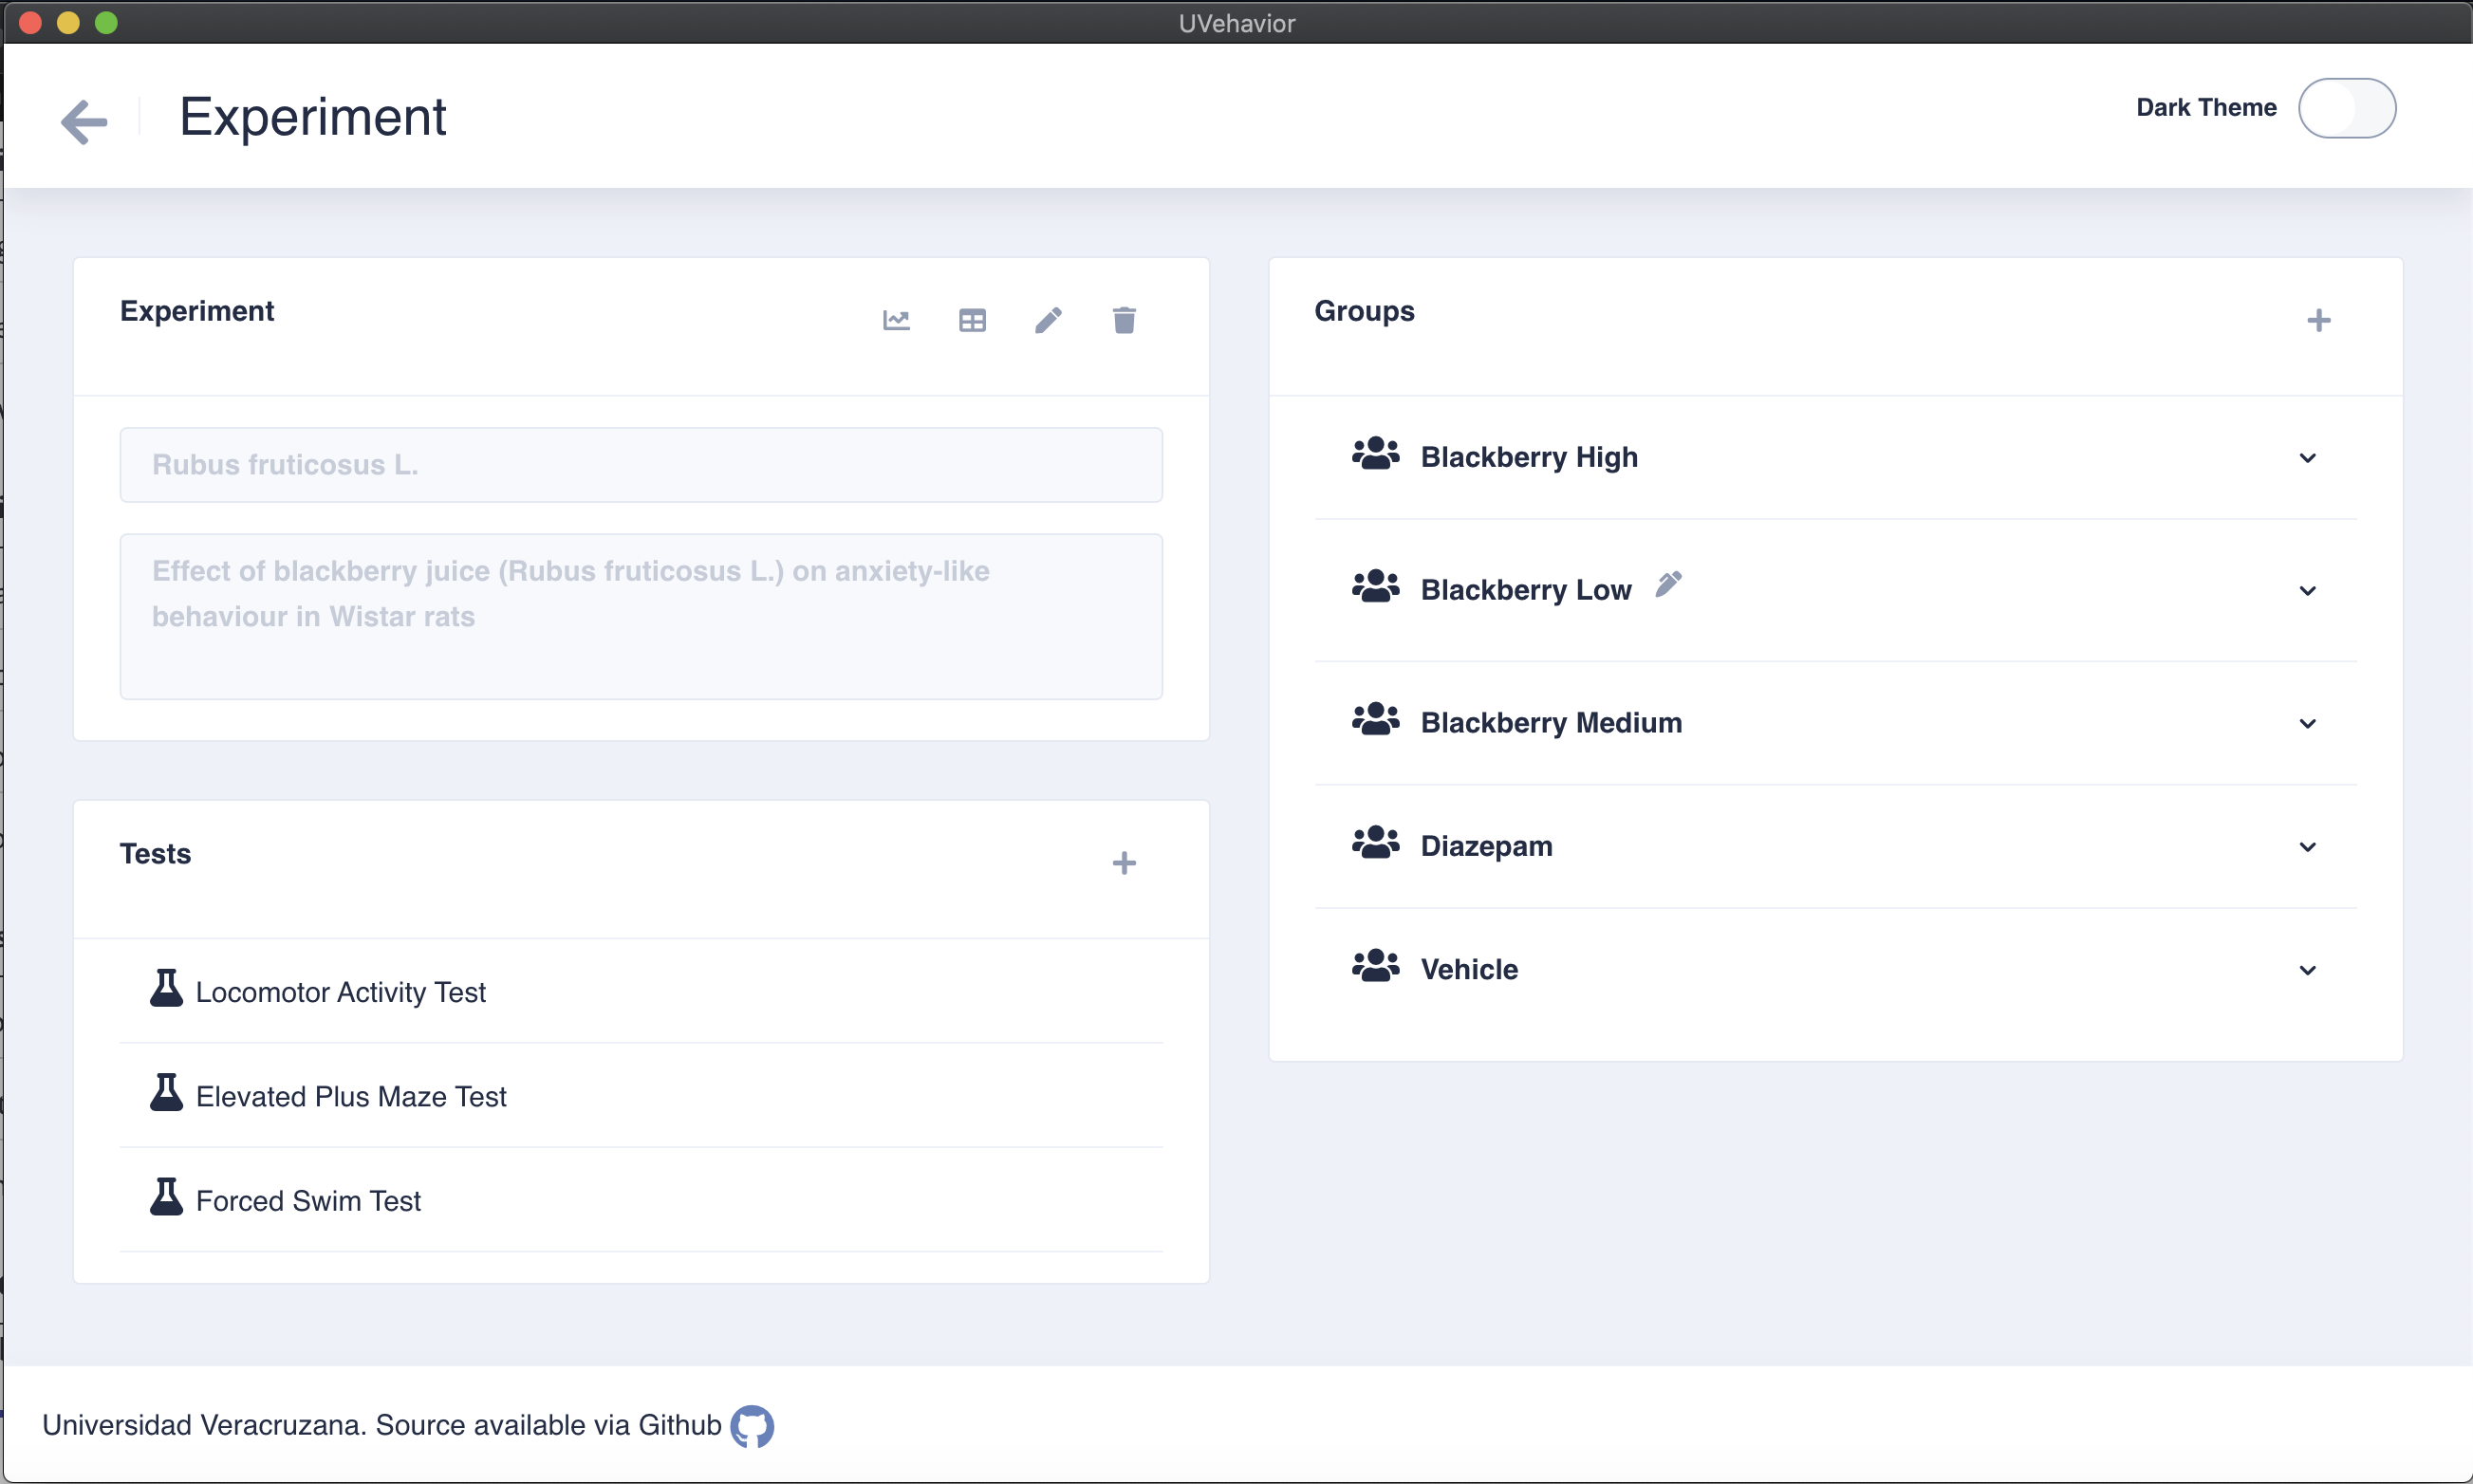 UVehavior
Experiment
Dark Theme
Experiment
Rubus fruticosus L.
Effect of blackberry juice (Rubus fruticosus L.) on anxiety-like
behaviour in Wistar rats
Tests
Locomotor Activity Test
Elevated Plus Maze Test
Forced Swim Test
Groups
Blackberry High
Blackberry Low
Blackberry Medium
Diazepam
Vehicle
Universidad Veracruzana. Source available via Github